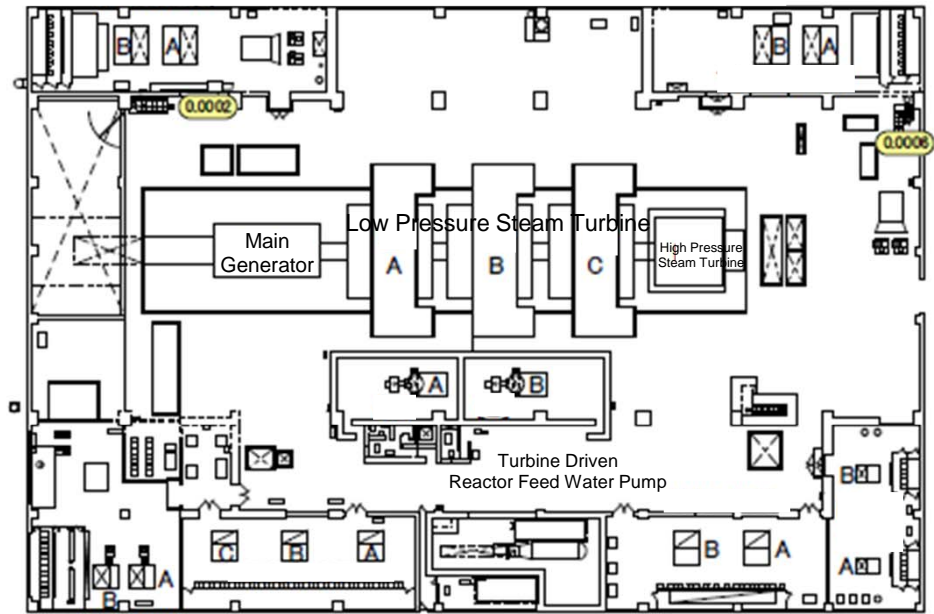 B A
B A
0.0002
0.0006
Low Pressure Steam Turbine
Main
Generator
High Pressure
Steam Turbine
A B C
A B
Turbine Driven
Reactor Feed Water Pump
B
C B A
B A
A
B
A